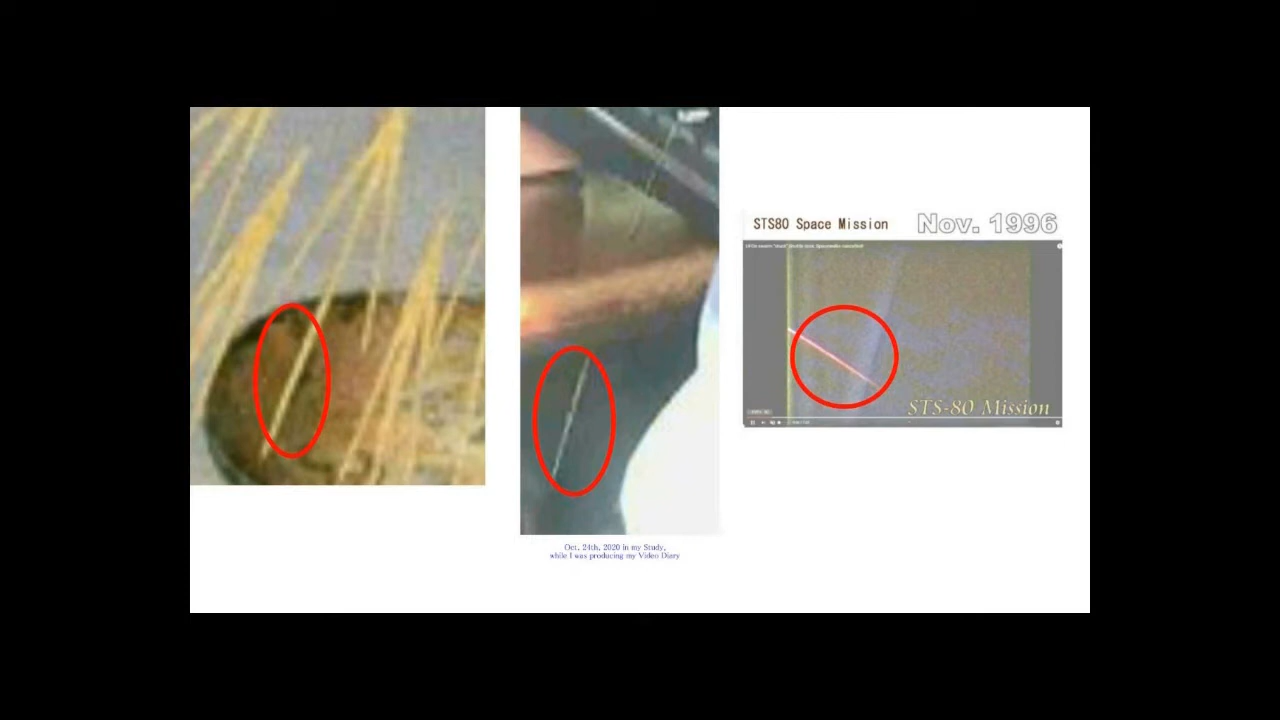 STS80 Space Mission
Nov. 1996
STS-80 Mission
Oct. 24th, 2020 in my Study,
while I was producing my Video Diary